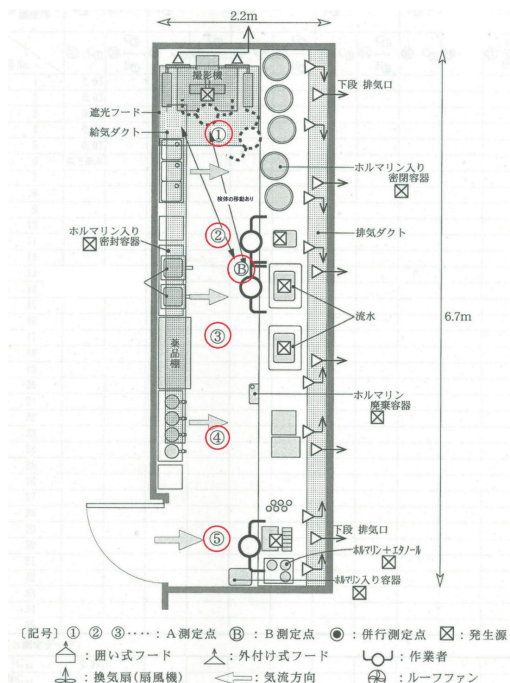 2.2m
撮影機
下段 排気口
遮光フード
給気ダクト
①
検体の移動あり
ホルマリン入り
密閉容器
ホルマリン入り
密封容器
②
排気ダクト
Ⓑ
流水
6.7m
③
薬品棚
ホルマリン
廃棄容器
④
⑤
下段 排気口
ホルマリン+エタノール
ホルマリン入り容器
〔記号〕 ① ② ③‥‥ : A測定点 Ⓑ : B測定点 ◉ : 併行測定点 ☒ : 発生源
: 囲い式フード : 外付け式フード : 作業者
: 換気扇(扇風機) : 気流方向 : ルーフファン